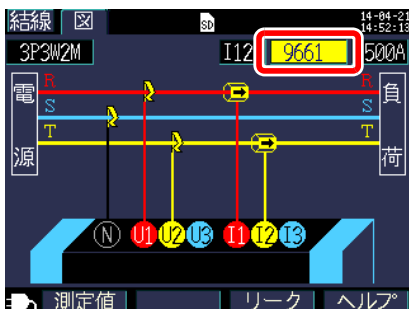 結線 図 SD 14-04-21
14:52:13
3P3W2M I12 9661 500A
電源 R R 負荷
S S
T T
N U1 U2 U3 I1 I2 I3
測定値 リーク ヘルプ